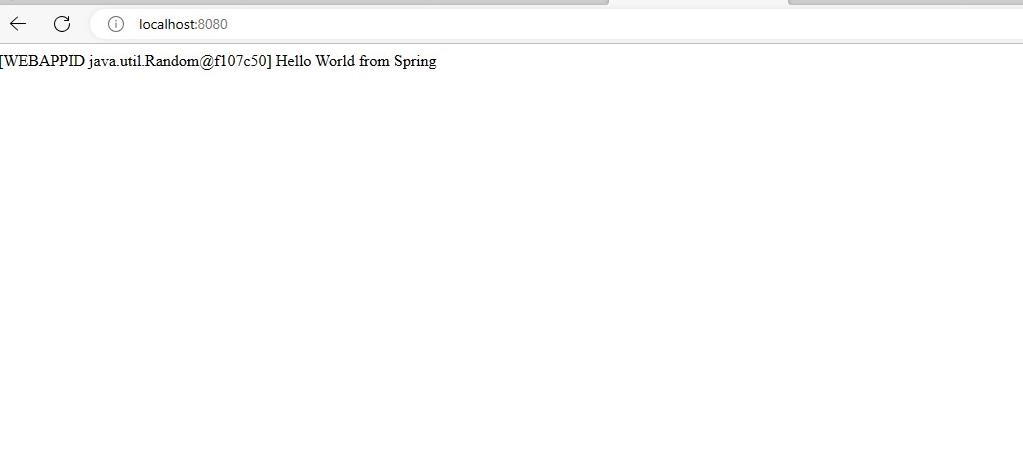 localhost:8080
[WEBAPPID java.util.Random@f107c50] Hello World from Spring